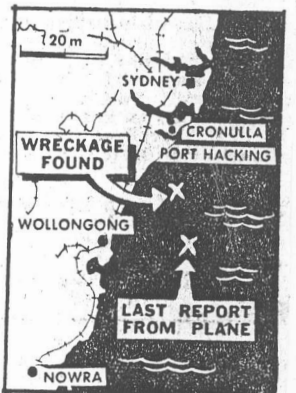 20 m
SYDNEY
CRONULLA
PORT HACKING
WRECKAGE
FOUND
X
WOLLONGONG
X
LAST REPORT
FROM PLANE
NOWRA